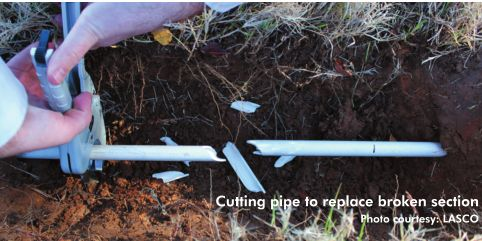 Cutting pipe to replace broken section
Photo courtesy: LASCO